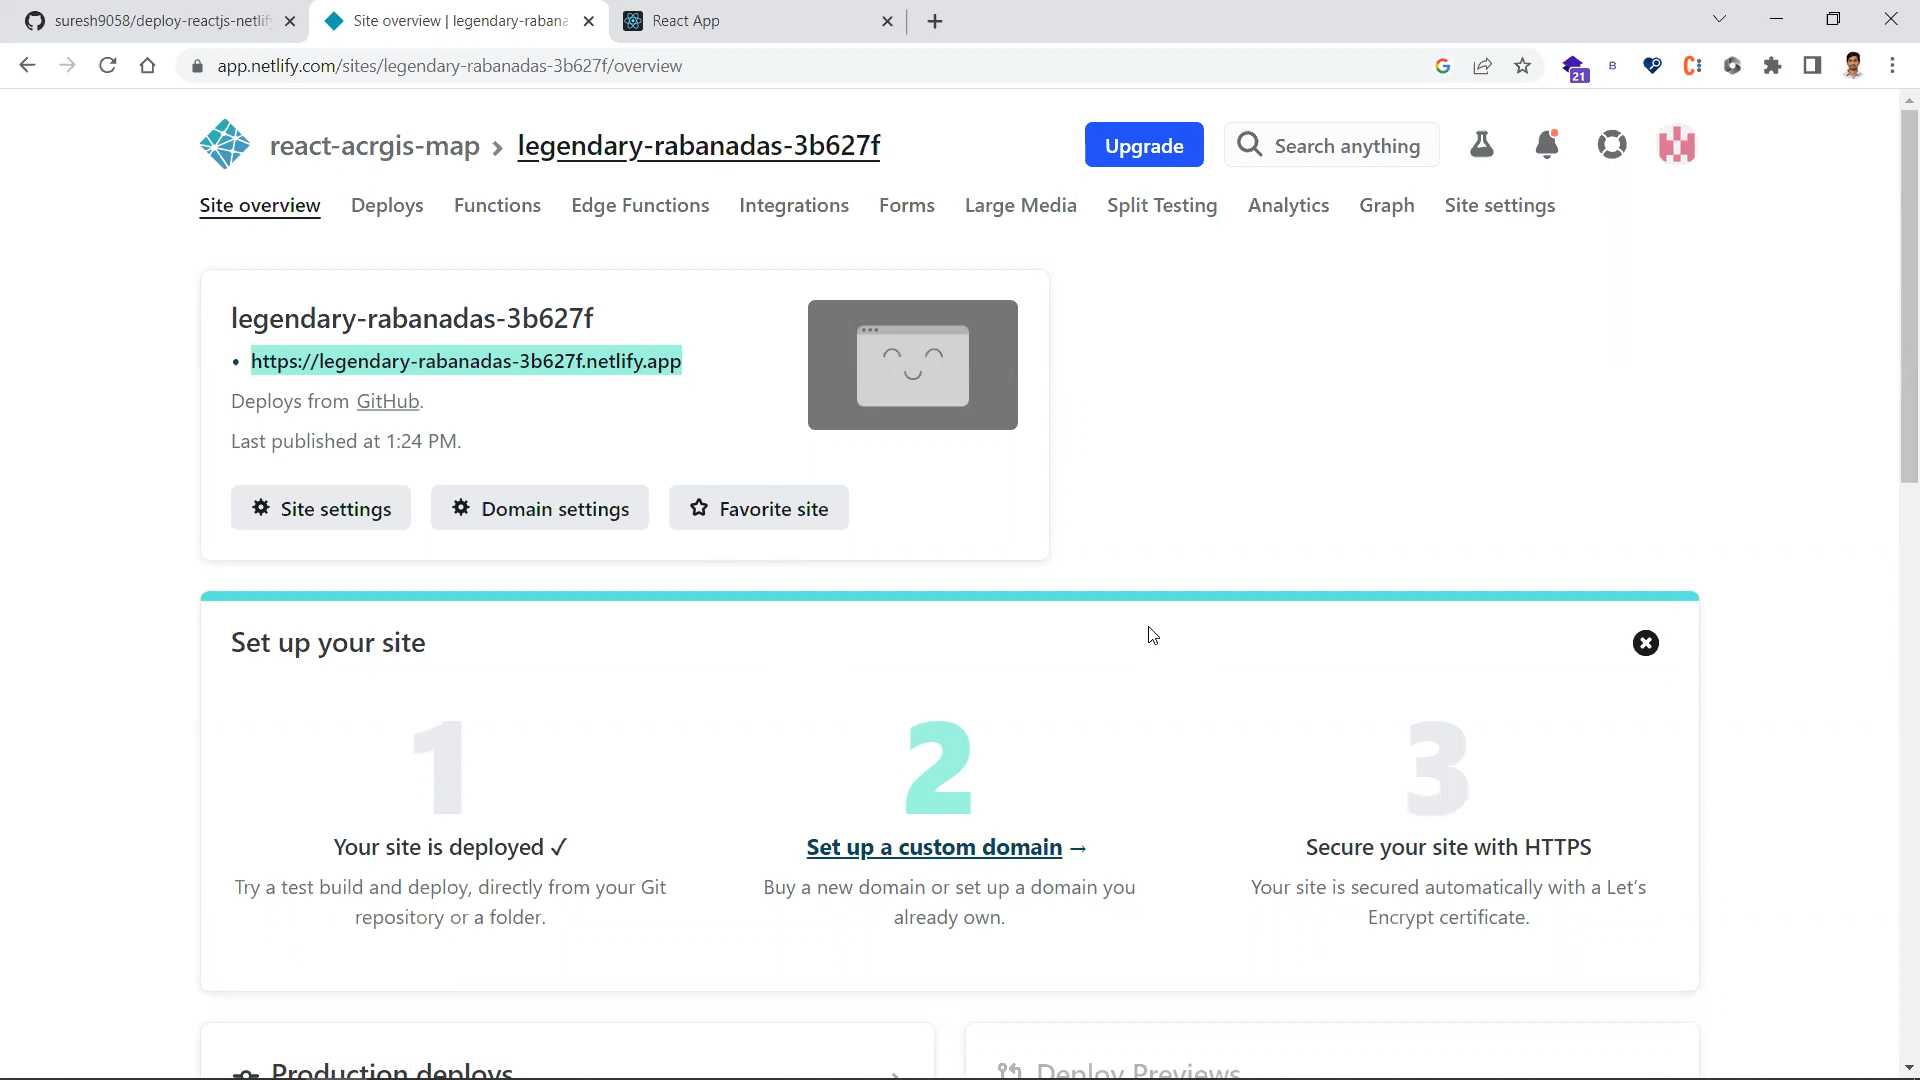 suresh9058/deploy-reactjs-netlif
Site overview | legendary-rabana
React App
app.netlify.com/sites/legendary-rabanadas-3b627f/overview
21
B
react-acrgis-map > legendary-rabanadas-3b627f
Upgrade
Search anything
Site overview Deploys Functions Edge Functions Integrations Forms Large Media Split Testing Analytics Graph Site settings
legendary-rabanadas-3b627f
• https://legendary-rabanadas-3b627f.netlify.app
Deploys from GitHub.
Last published at 1:24 PM.
Site settings
Domain settings
Favorite site
Set up your site
1
Your site is deployed ✓
Try a test build and deploy, directly from your Git
repository or a folder.
2
Set up a custom domain →
Buy a new domain or set up a domain you
already own.
3
Secure your site with HTTPS
Your site is secured automatically with a Let's
Encrypt certificate.
Production deploys
Deploy Previews